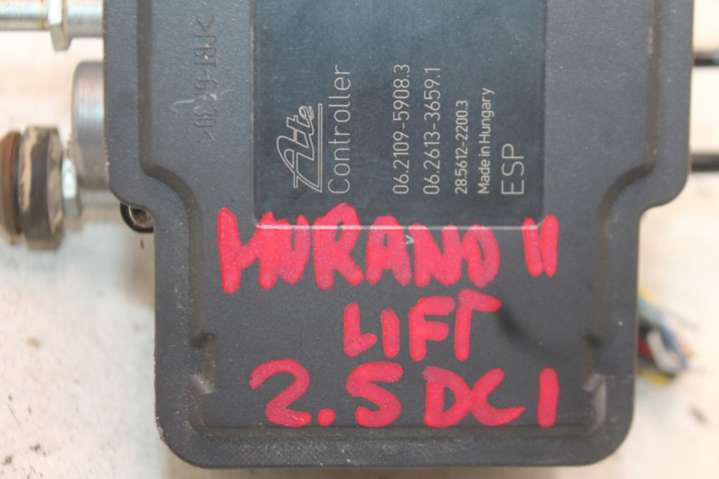 Ate
Controller
06.2109-5908.3
06.2613-3659.1
28.5612-2200.3
Made in Hungary
ESP
MURANO II
LIFT
2.5 DCI